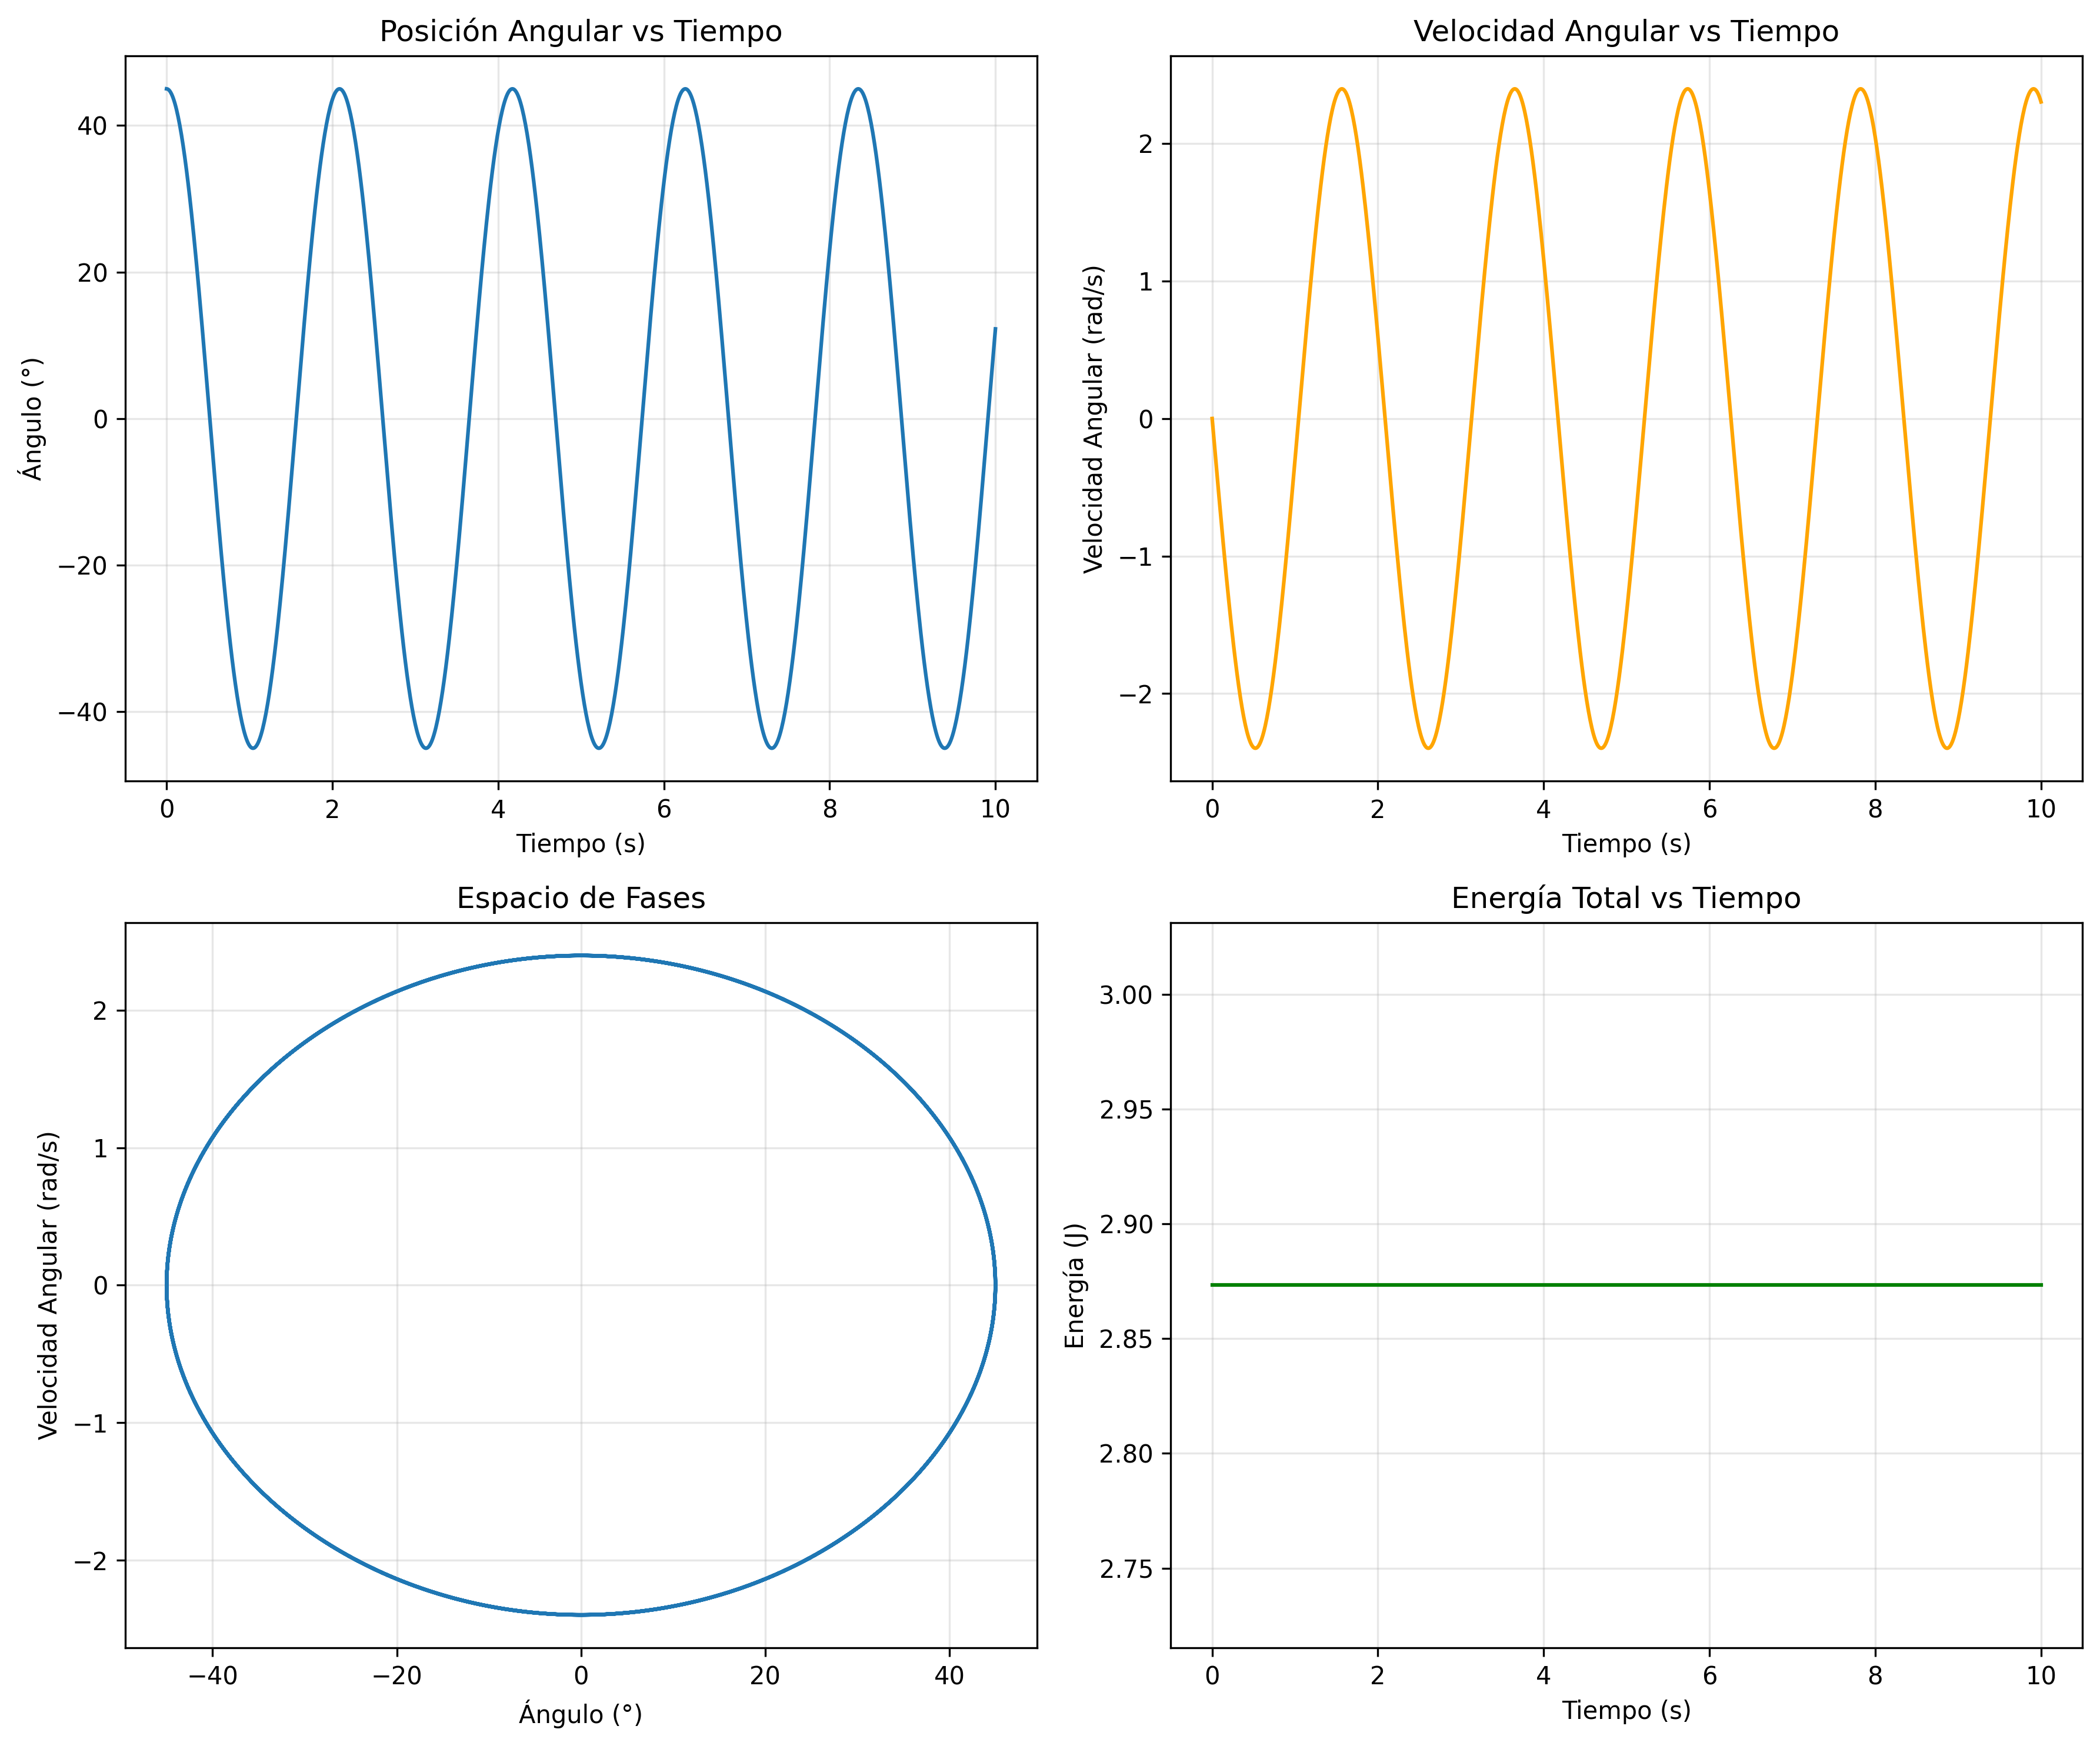 Posición Angular vs Tiempo
Ángulo (°)
40
20
0
−20
−40
0 2 4 6 8 10
Tiempo (s)
Velocidad Angular vs Tiempo
Velocidad Angular (rad/s)
2
1
0
−1
−2
0 2 4 6 8 10
Tiempo (s)
Espacio de Fases
Velocidad Angular (rad/s)
2
1
0
−1
−2
−40 −20 0 20 40
Ángulo (°)
Energía Total vs Tiempo
Energía (J)
3.00
2.95
2.90
2.85
2.80
2.75
0 2 4 6 8 10
Tiempo (s)